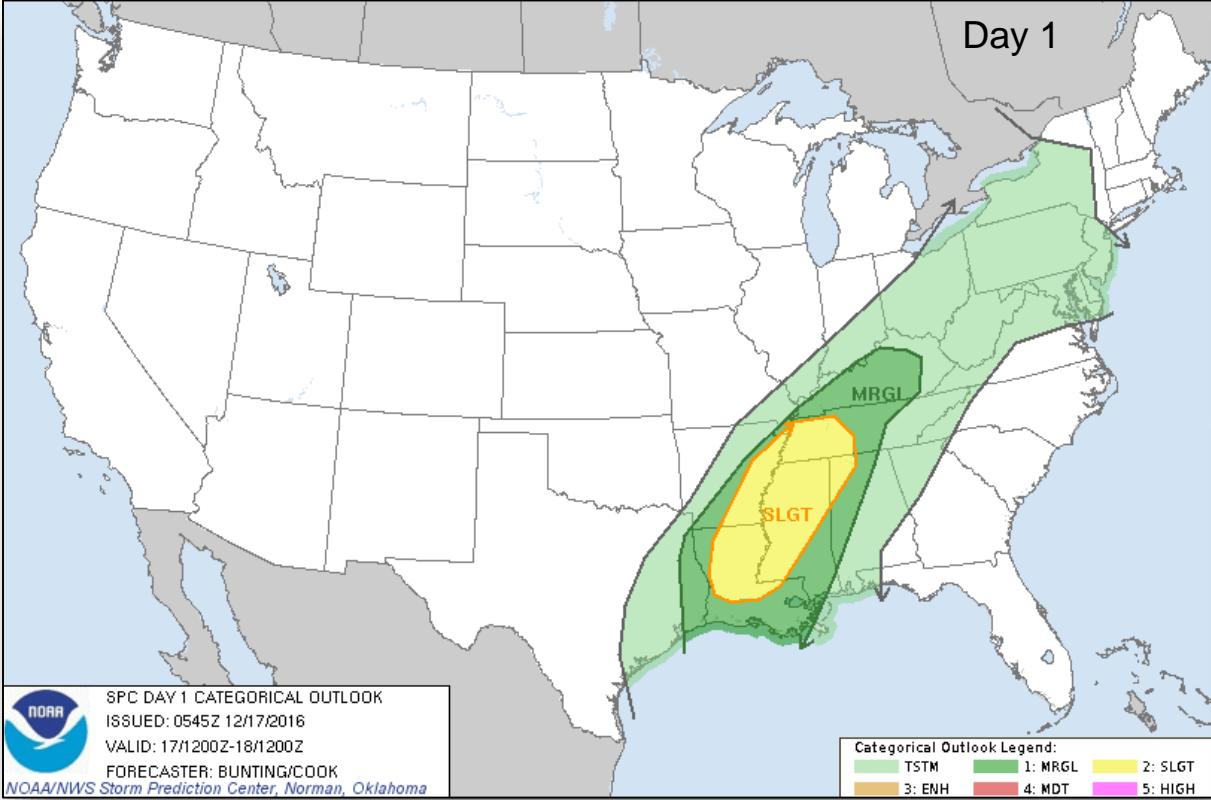 Day 1
MRGL
SLGT
NOAA
SPC DAY 1 CATEGORICAL OUTLOOK
ISSUED: 0545Z 12/17/2016
VALID: 17/1200Z-18/1200Z
FORECASTER: BUNTING/COOK
NOAA/NWS Storm Prediction Center, Norman, Oklahoma
Categorical Outlook Legend:
TSTM 1: MRGL 2: SLGT
3: ENH 4: MDT 5: HIGH